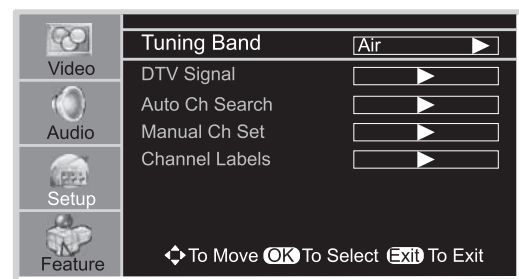 Video
Audio
Setup
Feature
Tuning Band Air
DTV Signal
Auto Ch Search
Manual Ch Set
Channel Labels
To Move OK To Select Exit To Exit